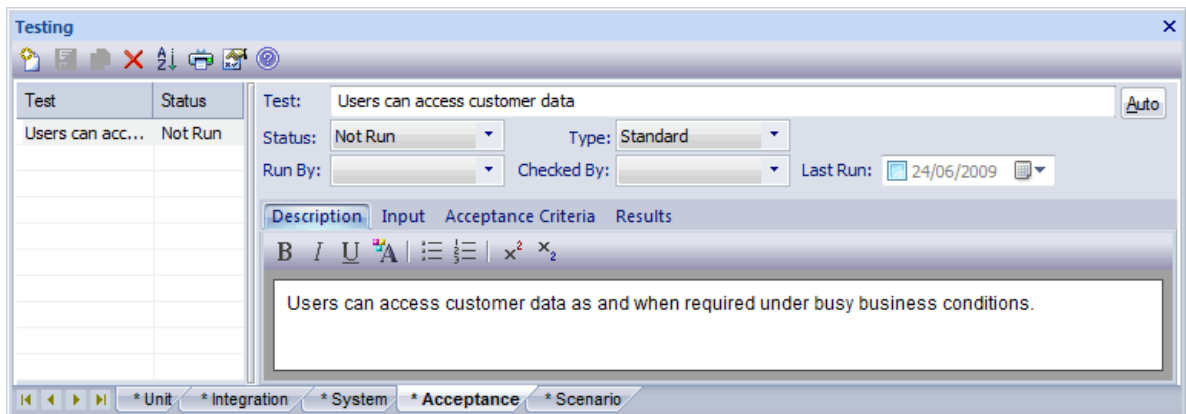 Testing
Test Status Test: Users can access customer data Auto
Users can acc... Not Run Status: Not Run Type: Standard
Run By: Checked By: Last Run: 24/06/2009
Description Input Acceptance Criteria Results
B I U A x² x₂
Users can access customer data as and when required under busy business conditions.
* Unit * Integration * System * Acceptance * Scenario